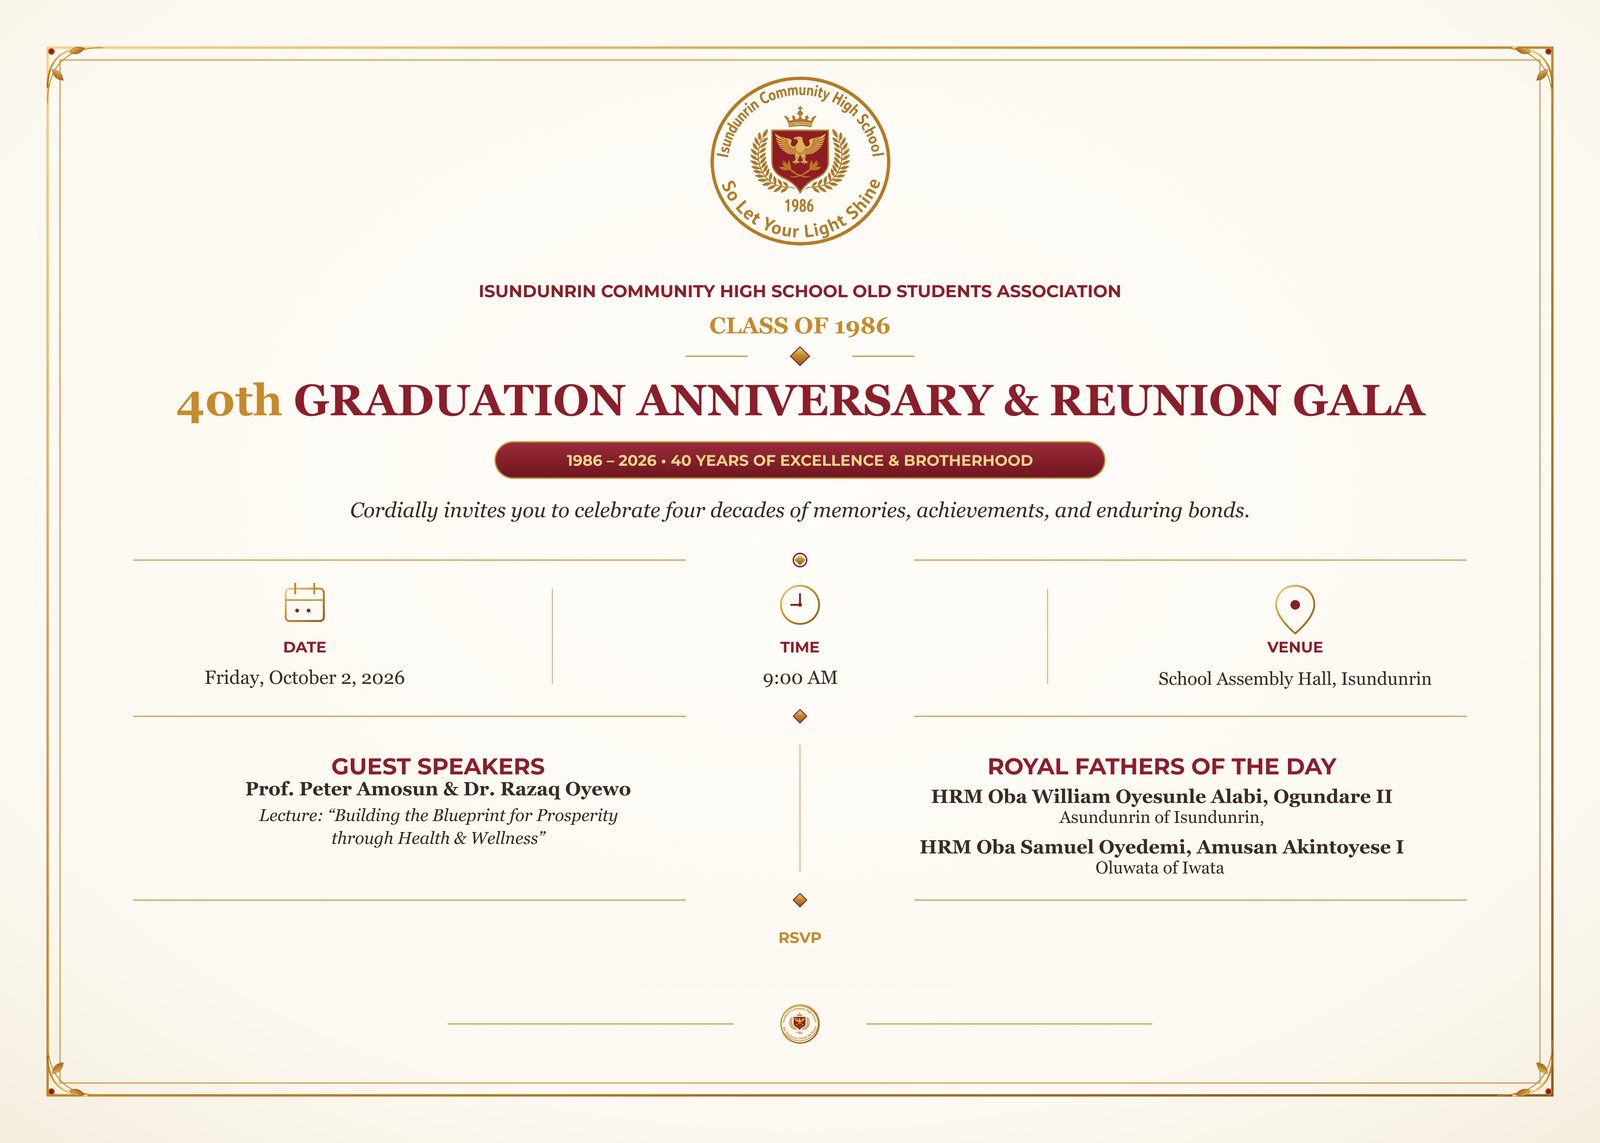 Isundunrin Community High School
1986
So Let Your Light Shine
ISUNDUNRIN COMMUNITY HIGH SCHOOL OLD STUDENTS ASSOCIATION
CLASS OF 1986
40th GRADUATION ANNIVERSARY & REUNION GALA
1986 – 2026 • 40 YEARS OF EXCELLENCE & BROTHERHOOD
Cordially invites you to celebrate four decades of memories, achievements, and enduring bonds.
DATE
Friday, October 2, 2026
TIME
9:00 AM
VENUE
School Assembly Hall, Isundunrin
GUEST SPEAKERS
Prof. Peter Amosun & Dr. Razaq Oyewo
Lecture: “Building the Blueprint for Prosperity
through Health & Wellness”
ROYAL FATHERS OF THE DAY
HRM Oba William Oyesunle Alabi, Ogundare II
Asundunrin of Isundunrin,
HRM Oba Samuel Oyedemi, Amusan Akintoyese I
Oluwata of Iwata
RSVP